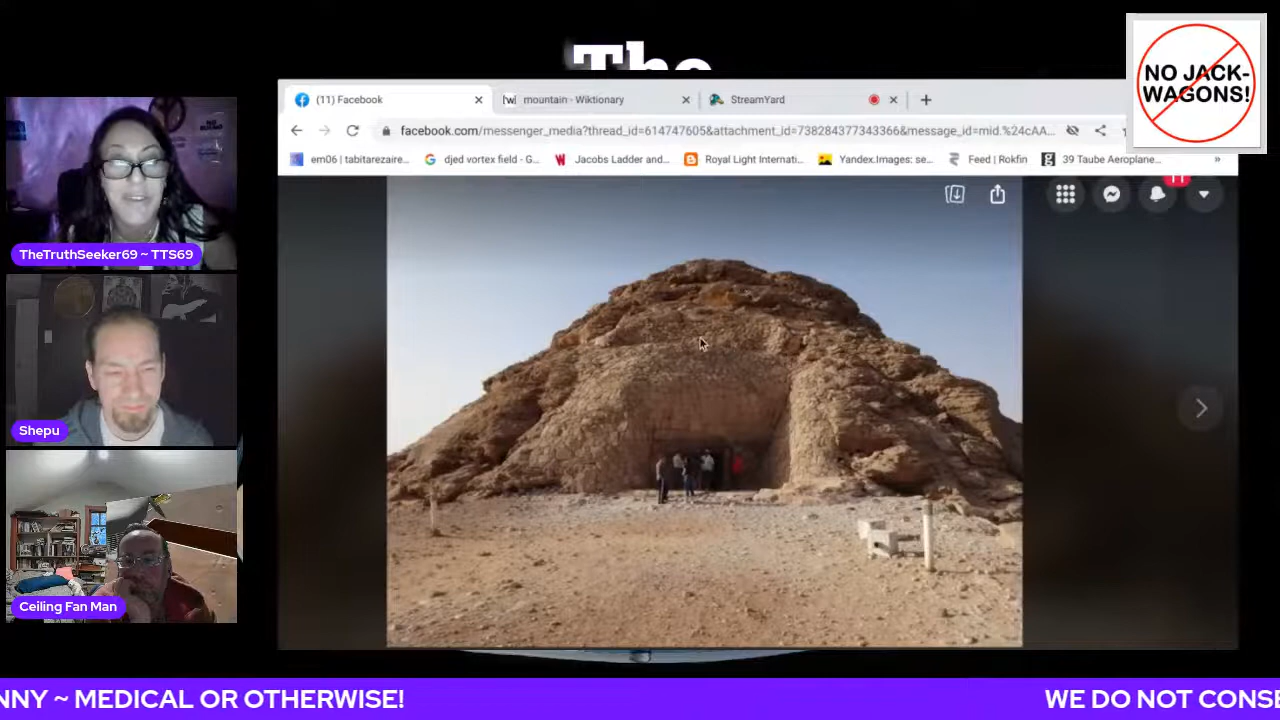 The
NO JACK-
WAGONS!
(11) Facebook
mountain - Wiktionary
StreamYard
facebook.com/messenger_media?thread_id=614747605&attachment_id=738284377343366&message_id=mid.%24cAA...
em06 | tabitarezaire...
djed vortex field - G...
Jacobs Ladder and...
Royal Light Internati...
Yandex.Images: se...
Feed | Rokfin
39 Taube Aeroplane...
»
11
TheTruthSeeker69 ~ TTS69
Shepu
Ceiling Fan Man
NNY ~ MEDICAL OR OTHERWISE!
WE DO NOT CONSE